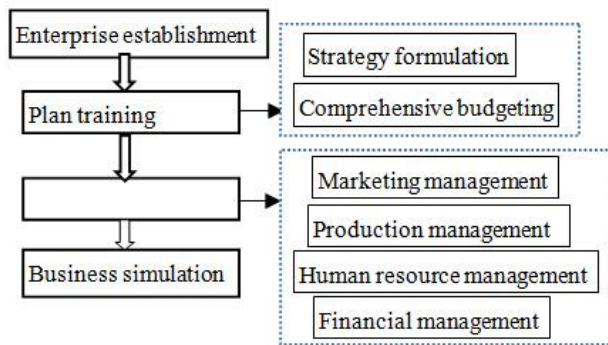 Enterprise establishment
Strategy formulation
Plan training
Comprehensive budgeting
Marketing management
Production management
Business simulation
Human resource management
Financial management